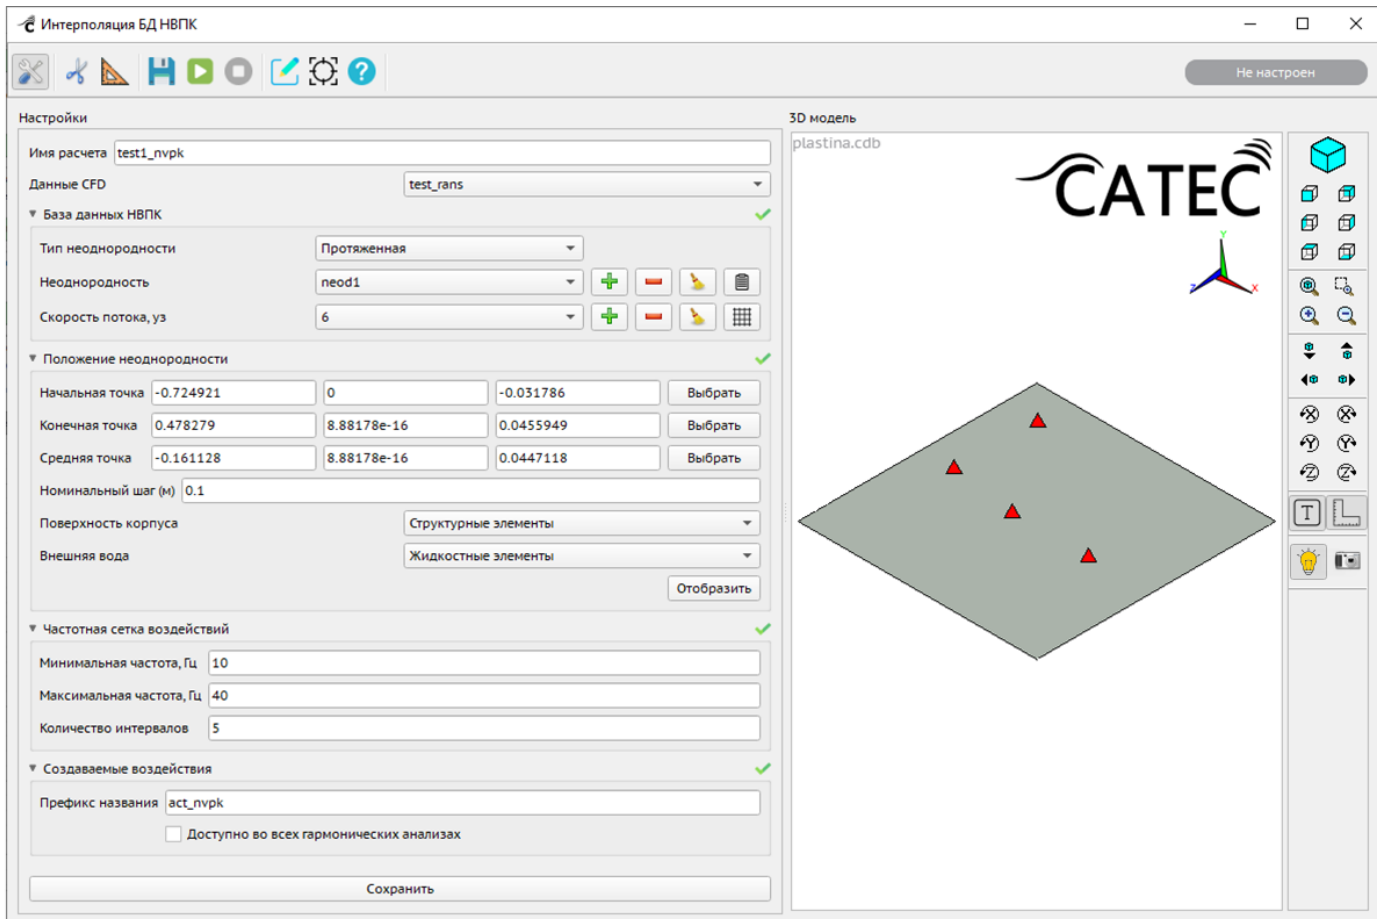 Интерполяция БД НВПК
Не настроен
Настройки
Имя расчета test1_nvpk
Данные CFD test_rans
База данных НВПК
Тип неоднородности Протяженная
Неоднородность neod1
Скорость потока, уз 6
Положение неоднородности
Начальная точка -0.724921 0 -0.031786 Выбрать
Конечная точка 0.478279 8.88178e-16 0.0455949 Выбрать
Средняя точка -0.161128 8.88178e-16 0.0447118 Выбрать
Номинальный шаг (м) 0.1
Поверхность корпуса Структурные элементы
Внешняя вода Жидкостные элементы
Отобразить
Частотная сетка воздействий
Минимальная частота, Гц 10
Максимальная частота, Гц 40
Количество интервалов 5
Создаваемые воздействия
Префикс названия act_nvpk
Доступно во всех гармонических анализах
Сохранить
3D модель
plastina.cdb
CATEC
Y
Z X
X X
Y Y
Z Z
T